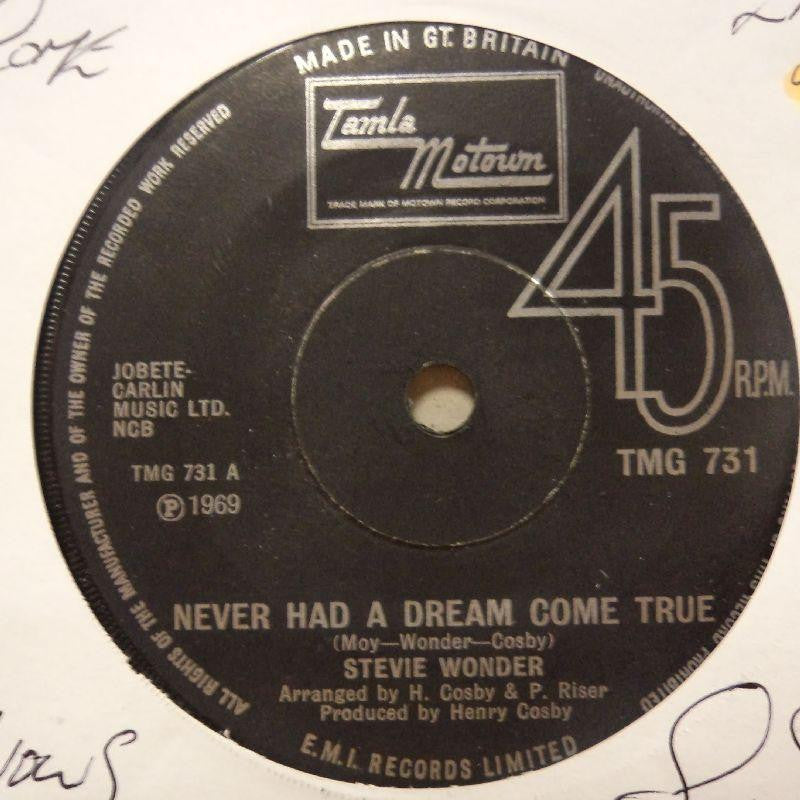 MADE IN GT. BRITAIN
Tamla
Motown
TRADE MARK OF MOTOWN RECORD CORPORATION
45
R.P.M.
TMG 731
JOBETE-
CARLIN
MUSIC LTD.
NCB
TMG 731 A
Ⓟ 1969
NEVER HAD A DREAM COME TRUE
(Moy—Wonder—Cosby)
STEVIE WONDER
Arranged by H. Cosby & P. Riser
Produced by Henry Cosby
E.M.I. RECORDS LIMITED
ALL RIGHTS OF THE MANUFACTURER AND OF THE OWNER OF THE RECORDED WORK RESERVED
UNAUTHORISED
RECORD PROHIBITED